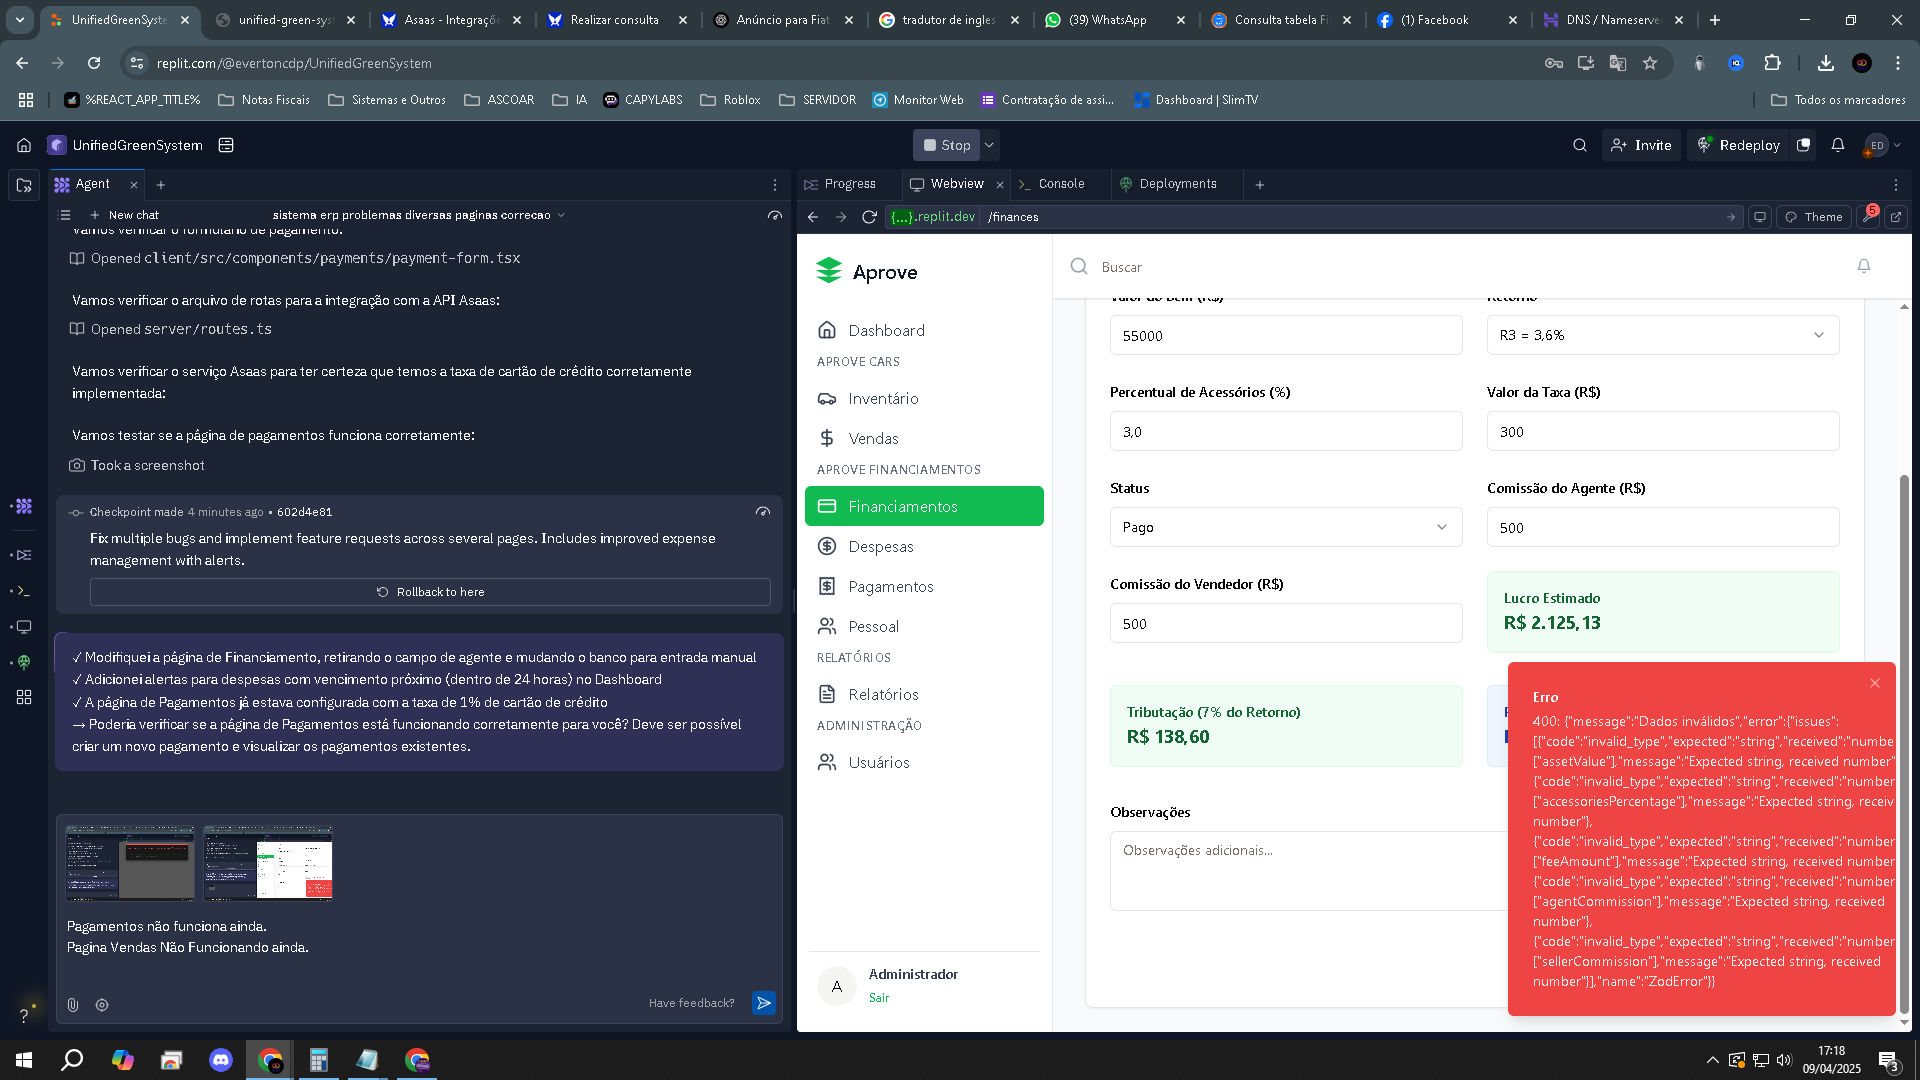 UnifiedGreenSyste
unified-green-sys
Asaas - Integraçõe
Realizar consulta
Anúncio para Fiat
tradutor de ingles
(39) WhatsApp
Consulta tabela Fi
(1) Facebook
DNS / Nameserve
replit.com/@evertoncdp/UnifiedGreenSystem
%REACT_APP_TITLE%
Notas Fiscais
Sistemas e Outros
ASCOAR
IA
CAPYLABS
Roblox
SERVIDOR
Monitor Web
Contratação de assi...
Dashboard | SlimTV
Todos os marcadores
UnifiedGreenSystem
Stop
Invite
Redeploy
ED
Agent
Progress
Webview
Console
Deployments
New chat
sistema erp problemas diversas paginas correcao
{...}.replit.dev
/finances
Theme
5
Vamos verificar o formulário de pagamento:
Opened client/src/components/payments/payment-form.tsx
Vamos verificar o arquivo de rotas para a integração com a API Asaas:
Opened server/routes.ts
Vamos verificar o serviço Asaas para ter certeza que temos a taxa de cartão de crédito corretamente
implementada:
Vamos testar se a página de pagamentos funciona corretamente:
Took a screenshot
Checkpoint made 4 minutes ago • 602d4e81
Fix multiple bugs and implement feature requests across several pages. Includes improved expense
management with alerts.
Rollback to here
✓ Modifiquei a página de Financiamento, retirando o campo de agente e mudando o banco para entrada manual
✓ Adicionei alertas para despesas com vencimento próximo (dentro de 24 horas) no Dashboard
✓ A página de Pagamentos já estava configurada com a taxa de 1% de cartão de crédito
→ Poderia verificar se a página de Pagamentos está funcionando corretamente para você? Deve ser possível
criar um novo pagamento e visualizar os pagamentos existentes.
Pagamentos não funciona ainda.
Pagina Vendas Não Funcionando ainda.
Have feedback?
?
Aprove
Dashboard
APROVE CARS
Inventário
Vendas
APROVE FINANCIAMENTOS
Financiamentos
Despesas
Pagamentos
Pessoal
RELATÓRIOS
Relatórios
ADMINISTRAÇÃO
Usuários
A
Administrador
Sair
Buscar
Valor do Bem (R$)
Retorno
55000
R3 = 3,6%
Percentual de Acessórios (%)
Valor da Taxa (R$)
3,0
300
Status
Comissão do Agente (R$)
Pago
500
Comissão do Vendedor (R$)
500
Lucro Estimado
R$ 2.125,13
Tributação (7% do Retorno)
R$ 138,60
Observações
Observações adicionais...
Erro
400: {"message":"Dados inválidos","error":{"issues":
[{"code":"invalid_type","expected":"string","received":"numbe
["assetValue"],"message":"Expected string, received number"
{"code":"invalid_type","expected":"string","received":"number
["accessoriesPercentage"],"message":"Expected string, receiv
number"},
{"code":"invalid_type","expected":"string","received":"number
["feeAmount"],"message":"Expected string, received number
{"code":"invalid_type","expected":"string","received":"number
["agentCommission"],"message":"Expected string, received
number"},
{"code":"invalid_type","expected":"string","received":"number
["sellerCommission"],"message":"Expected string, received
number"}],"name":"ZodError"}}
17:18
09/04/2025
3